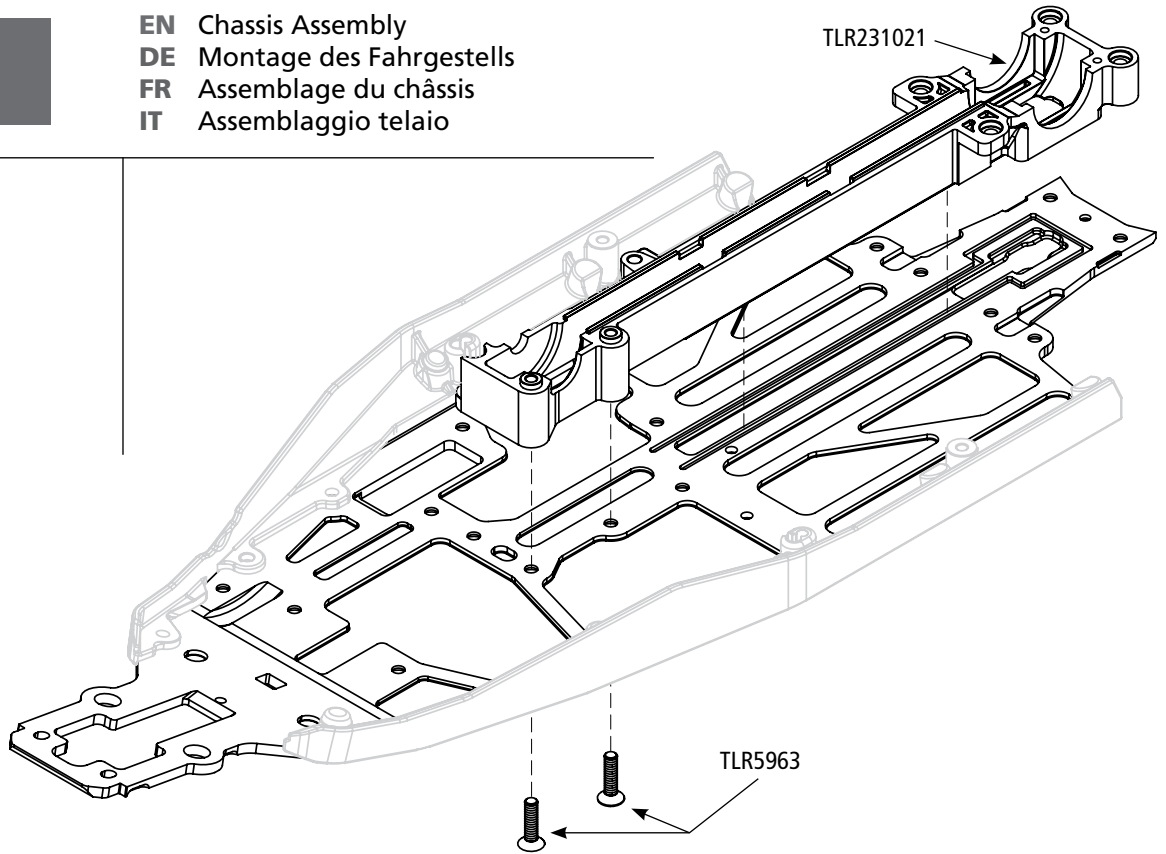 EN Chassis Assembly
DE Montage des Fahrgestells
FR Assemblage du châssis
IT Assemblaggio telaio
TLR231021
TLR5963